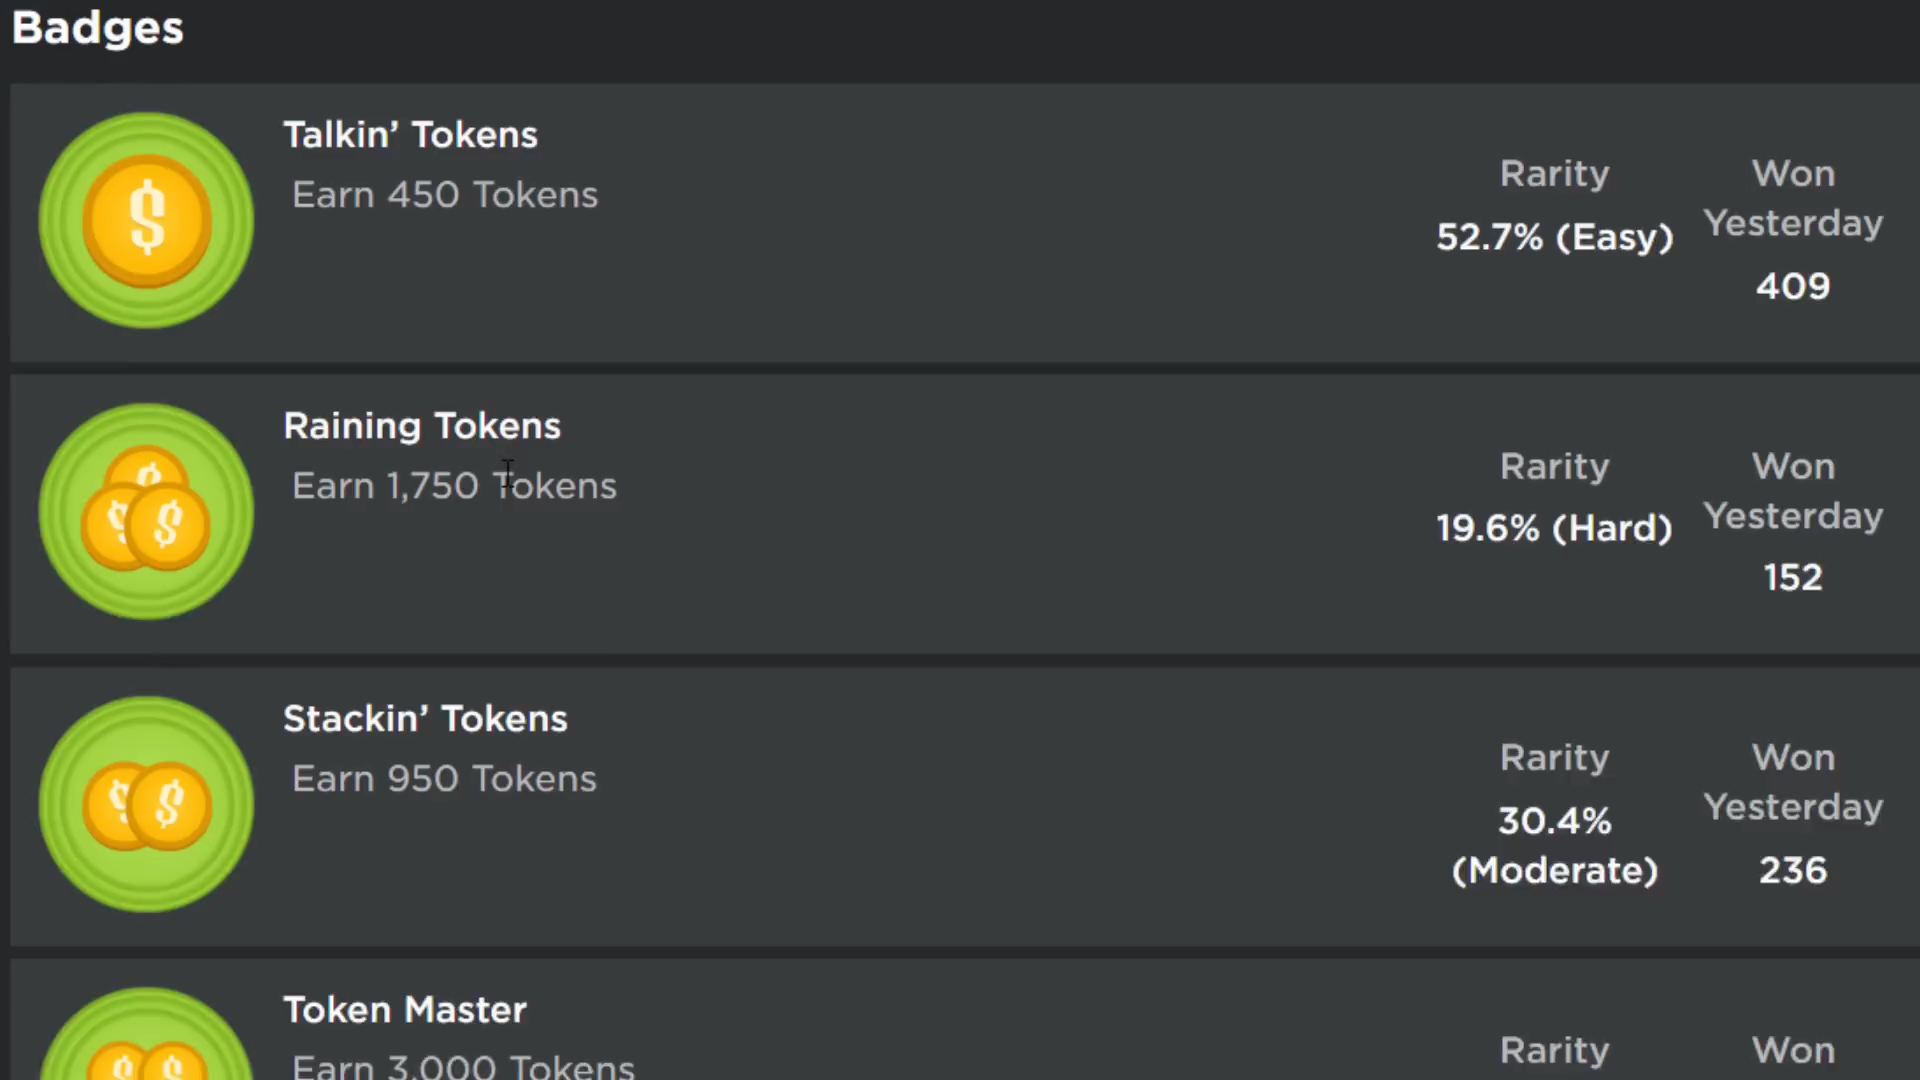 Badges
Talkin’ Tokens
Earn 450 Tokens
Rarity
52.7% (Easy)
Won
Yesterday
409
Raining Tokens
Earn 1,750 Tokens
Rarity
19.6% (Hard)
Won
Yesterday
152
Stackin’ Tokens
Earn 950 Tokens
Rarity
30.4%
(Moderate)
Won
Yesterday
236
Token Master
Earn 3,000 Tokens
Rarity
Won
$
$
$
$
$
$
$
$